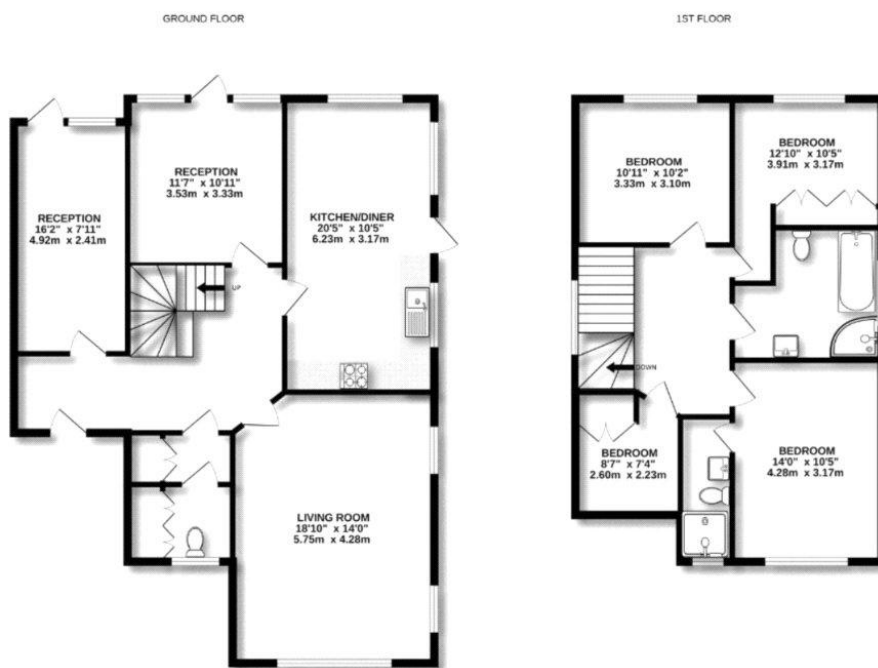 GROUND FLOOR
RECEPTION
16'2" x 7'11"
4.92m x 2.41m
RECEPTION
11'7" x 10'11"
3.53m x 3.33m
KITCHEN/DINER
20'5" x 10'5"
6.23m x 3.17m
UP
LIVING ROOM
18'10" x 14'0"
5.75m x 4.28m
1ST FLOOR
BEDROOM
10'11" x 10'2"
3.33m x 3.10m
BEDROOM
12'10" x 10'5"
3.91m x 3.17m
DOWN
BEDROOM
8'7" x 7'4"
2.60m x 2.23m
BEDROOM
14'0" x 10'5"
4.28m x 3.17m